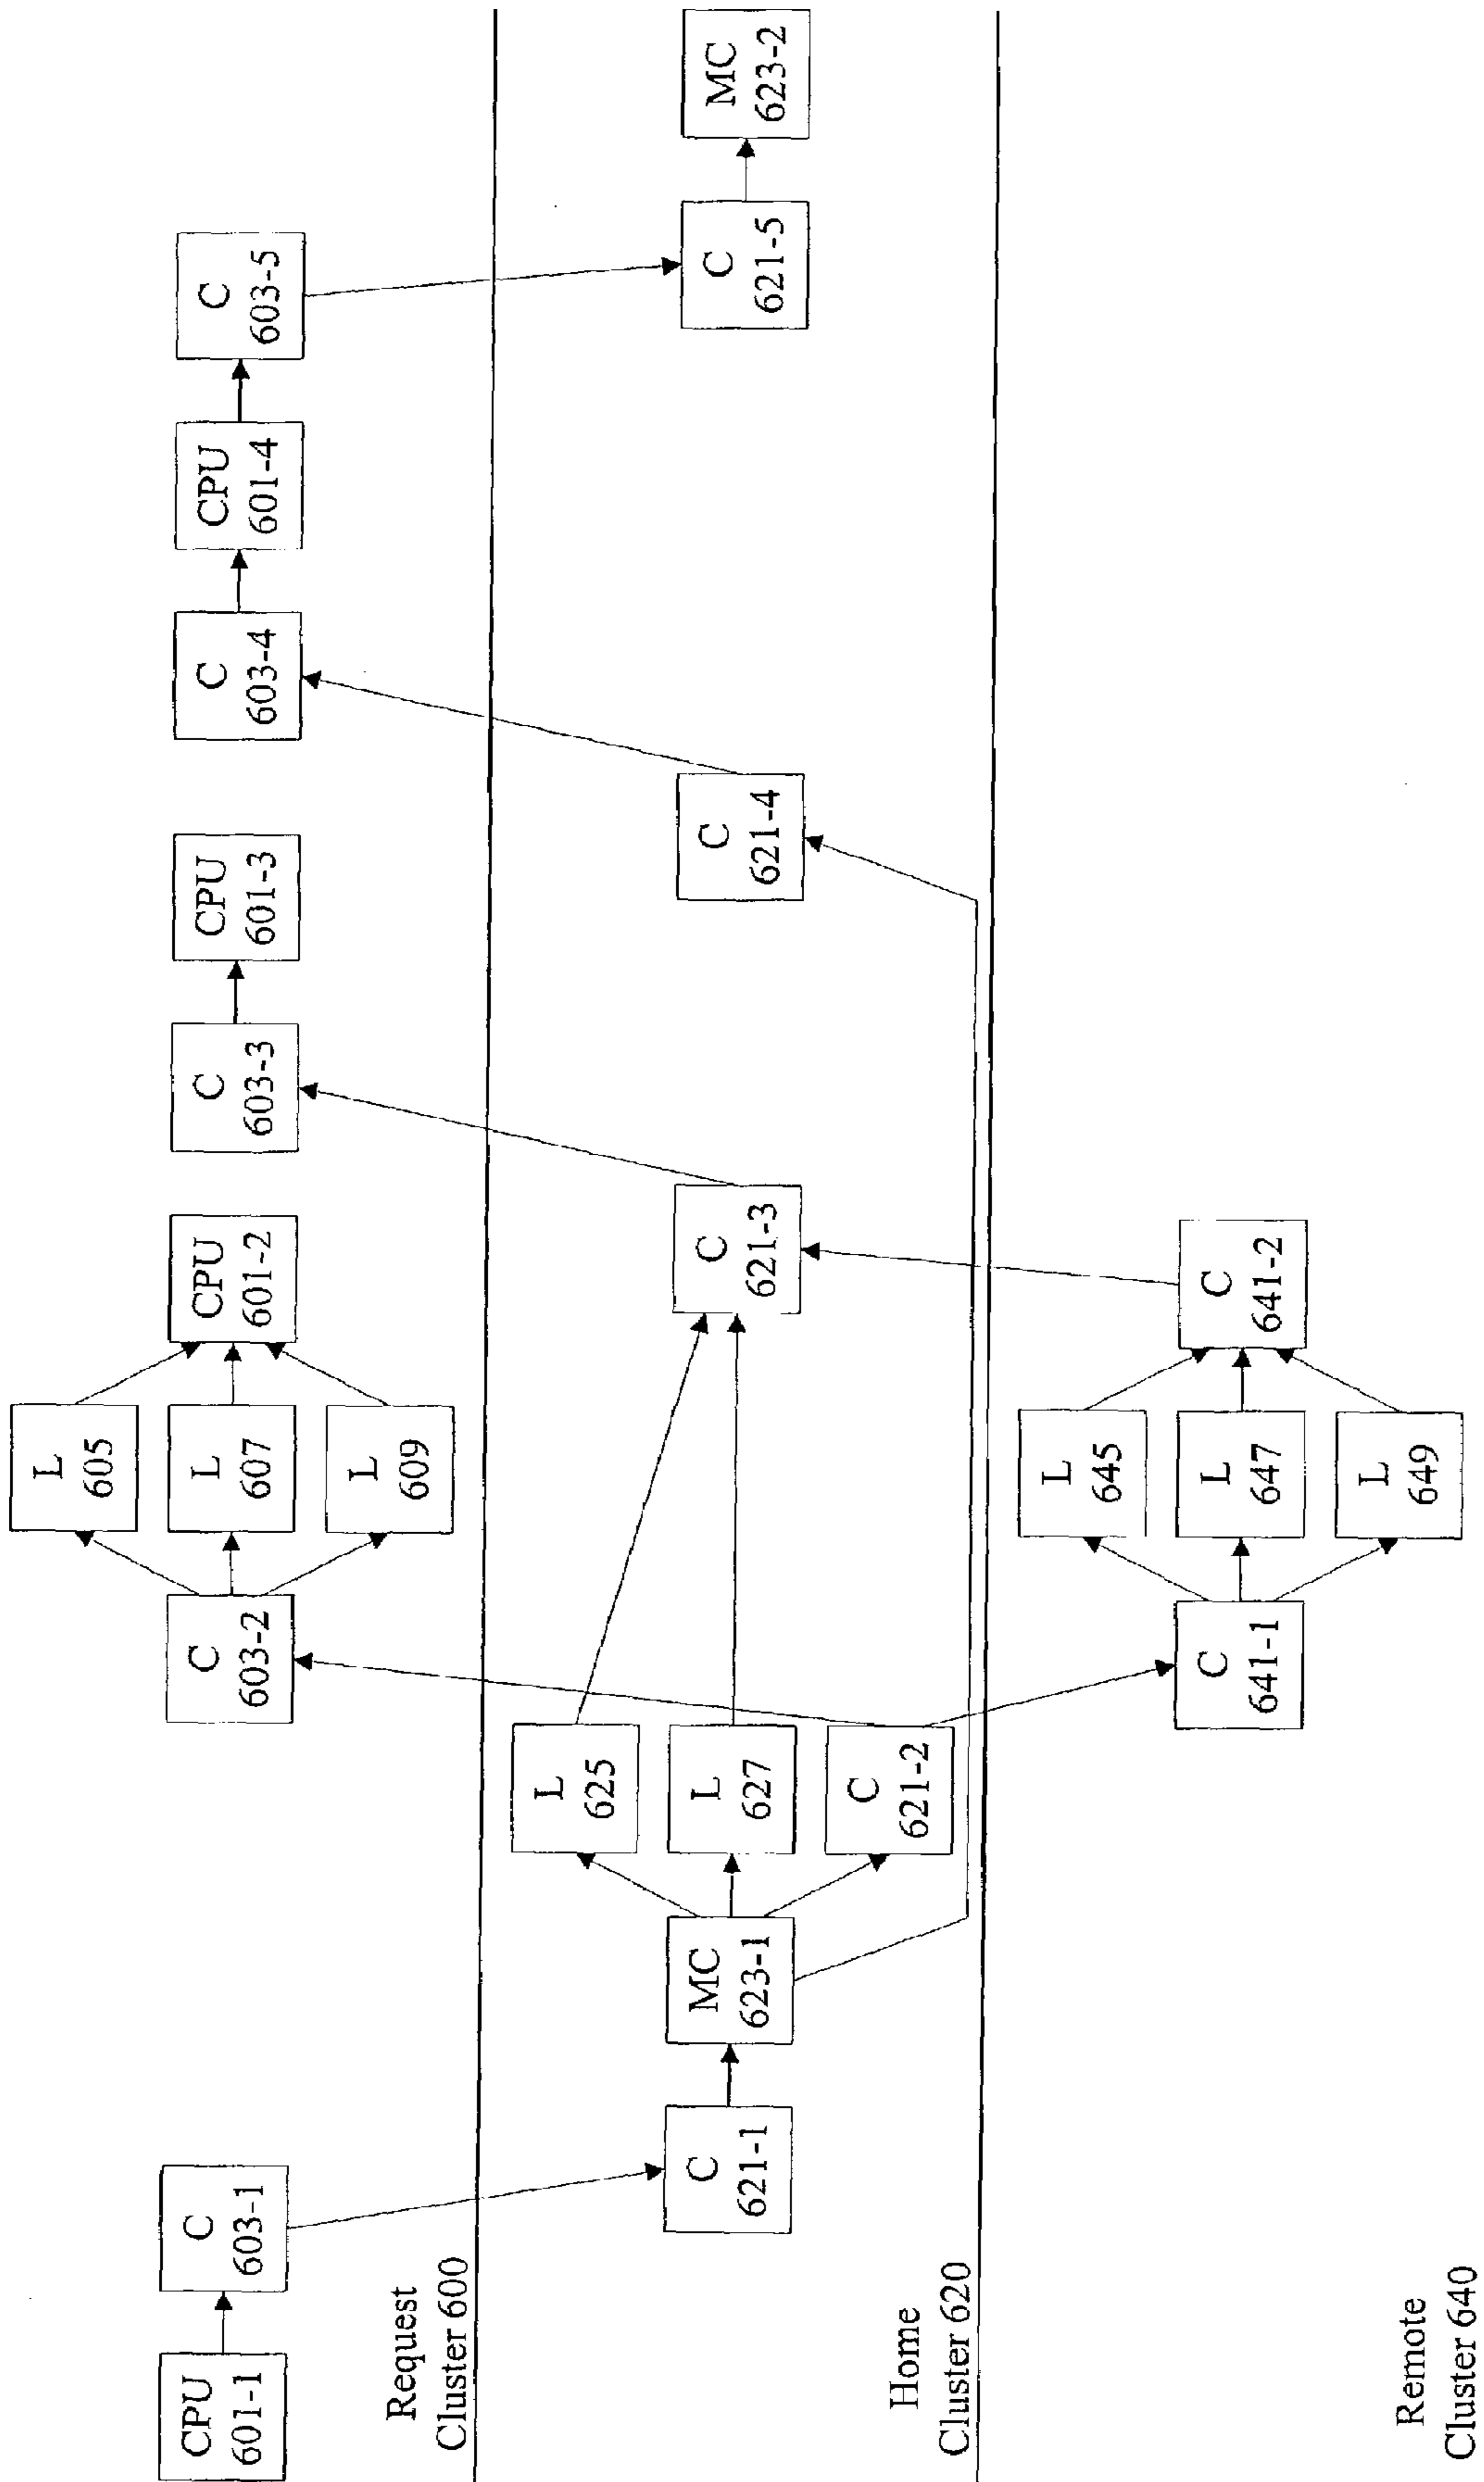 CPU
601-1
C
603-1
C
603-2
L
605
L
607
L
609
CPU
601-2
C
603-3
CPU
601-3
C
603-4
CPU
601-4
C
603-5
Request
Cluster 600
C
621-1
MC
623-1
L
625
L
627
C
621-2
C
621-3
C
621-4
C
621-5
MC
623-2
Home
Cluster 620
C
641-1
L
645
L
647
L
649
C
641-2
Remote
Cluster 640